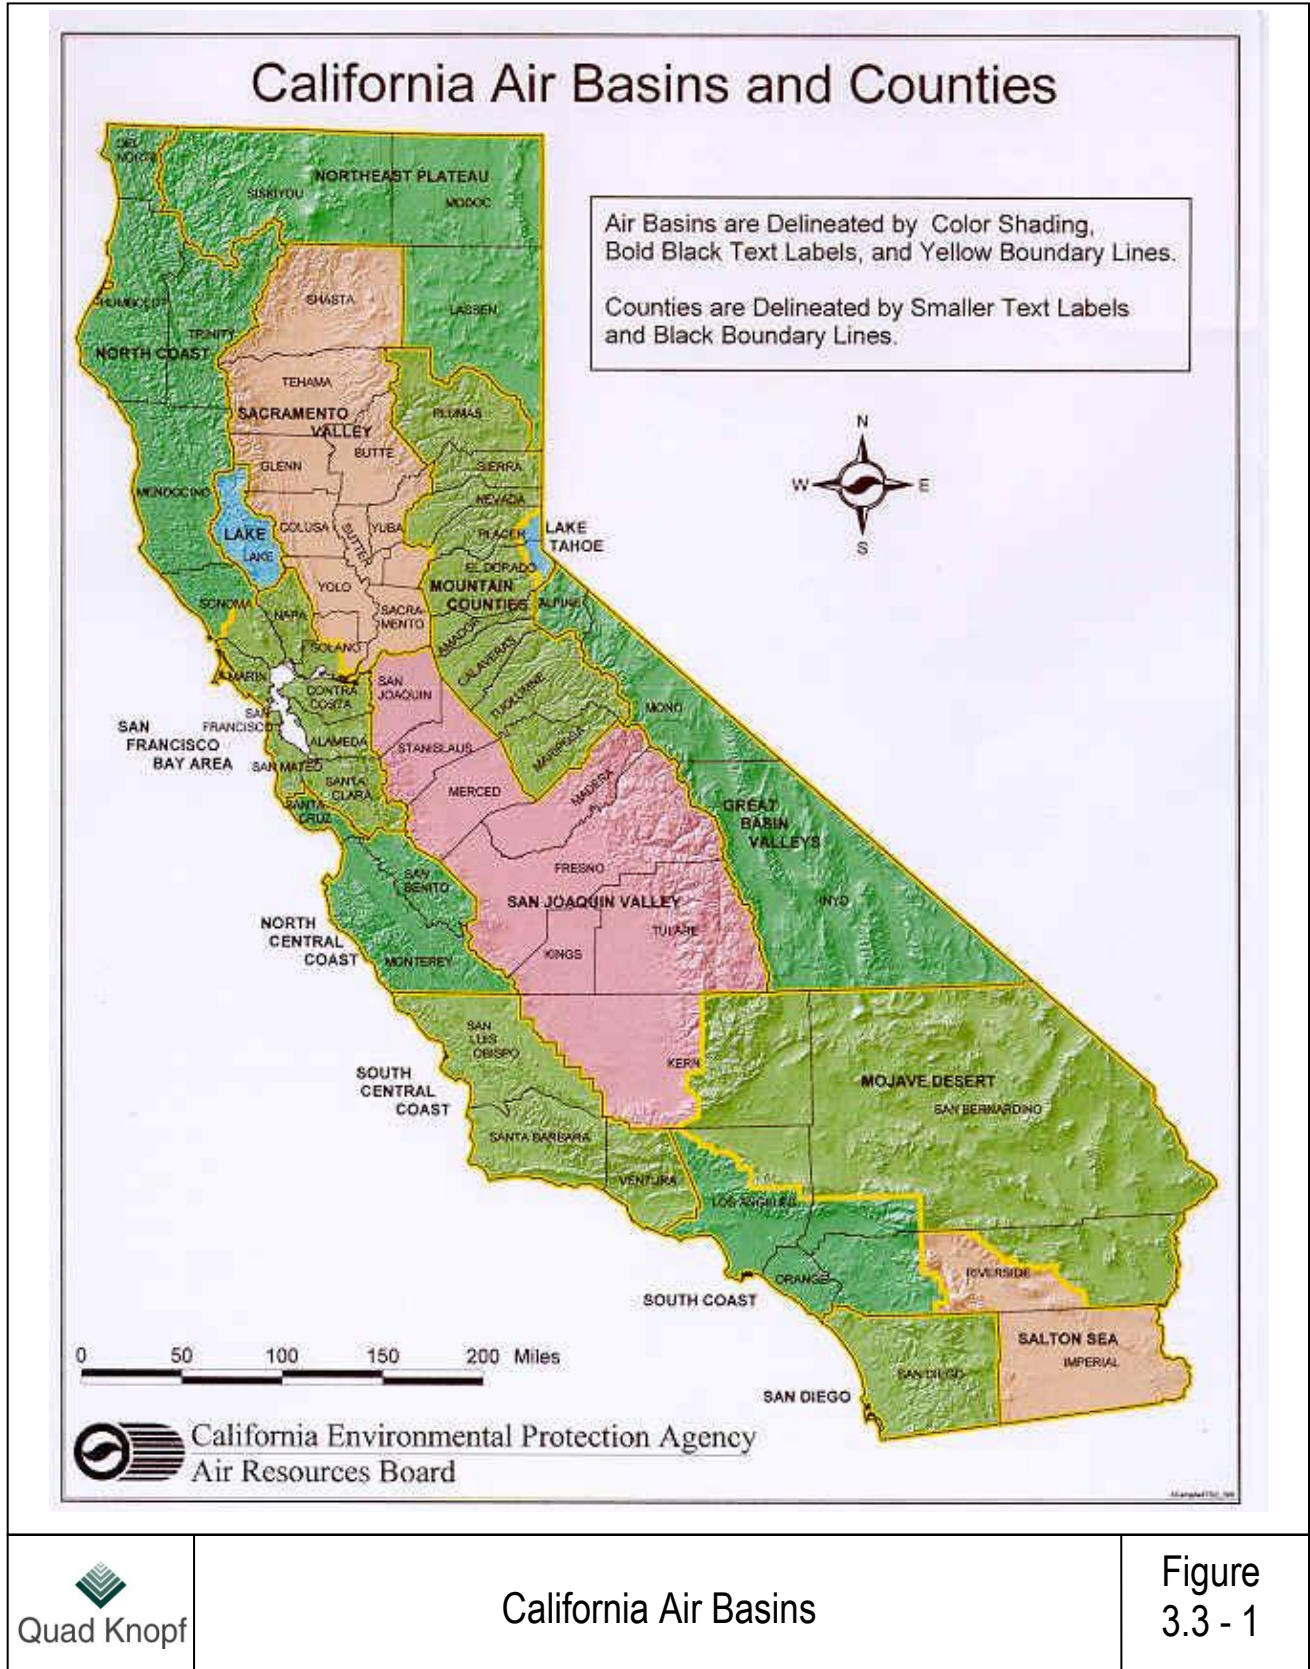 California Air Basins and Counties
Air Basins are Delineated by Color Shading,
Bold Black Text Labels, and Yellow Boundary Lines.
Counties are Delineated by Smaller Text Labels
and Black Boundary Lines.
DEL
NORTE
SISKIYOU
NORTHEAST PLATEAU
MODOC
HUMBOLDT
TRINITY
NORTH COAST
SHASTA
LASSEN
TEHAMA
SACRAMENTO
VALLEY
PLUMAS
GLENN
BUTTE
SIERRA
MENDOCINO
NEVADA
COLUSA
SUTTER
YUBA
PLACER
LAKE
TAHOE
LAKE
LAKE
EL DORADO
YOLO
MOUNTAIN
COUNTIES
ALPINE
SONOMA
NAPA
SACRA-
MENTO
AMADOR
SOLANO
CALAVERAS
MARIN
CONTRA
COSTA
SAN
JOAQUIN
TUOLUMNE
MONO
SAN
FRANCISCO
SAN
FRANCISCO
BAY AREA
ALAMEDA
STANISLAUS
MARIPOSA
SAN MATEO
SANTA
CLARA
MERCED
MADERA
SANTA
CRUZ
GREAT
BASIN
VALLEYS
SAN
BENITO
FRESNO
SAN JOAQUIN VALLEY
INYO
NORTH
CENTRAL
COAST
TULARE
MONTEREY
KINGS
SAN
LUIS
OBISPO
KERN
SOUTH
CENTRAL
COAST
MOJAVE DESERT
SAN BERNARDINO
SANTA BARBARA
VENTURA
LOS ANGELES
ORANGE
RIVERSIDE
SOUTH COAST
SALTON SEA
IMPERIAL
SAN DIEGO
SAN DIEGO
N
W
E
S
0 50 100 150 200 Miles
California Environmental Protection Agency
Air Resources Board
Quad Knopf
California Air Basins
Figure
3.3 - 1